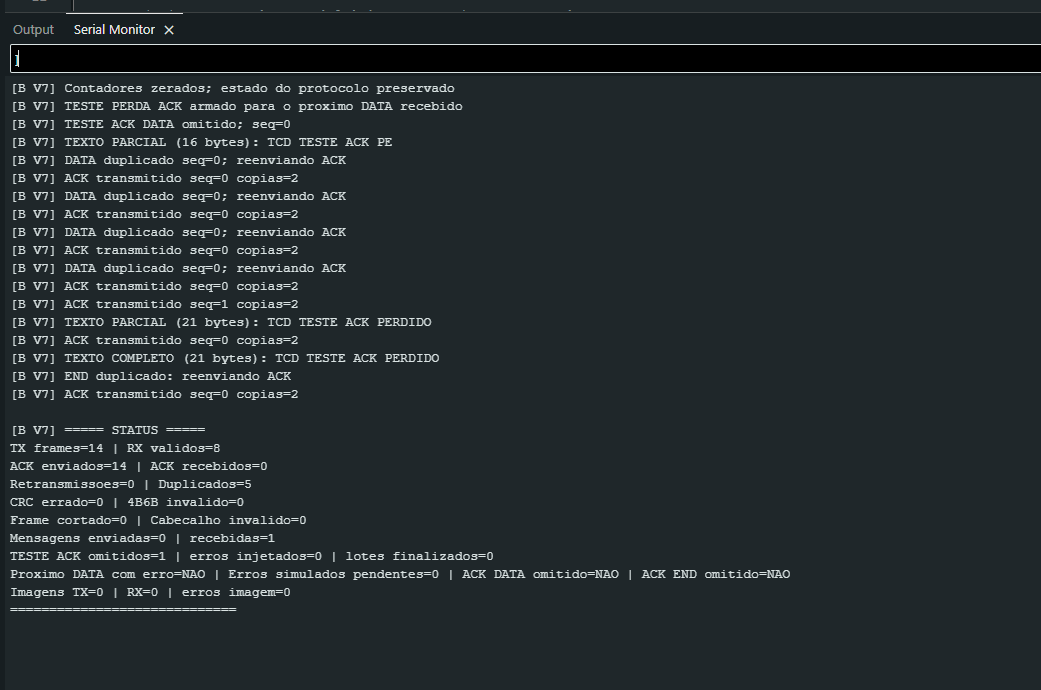 Output Serial Monitor ×
[B V7] Contadores zerados; estado do protocolo preservado
[B V7] TESTE PERDA ACK armado para o proximo DATA recebido
[B V7] TESTE ACK DATA omitido; seq=0
[B V7] TEXTO PARCIAL (16 bytes): TCD TESTE ACK PE
[B V7] DATA duplicado seq=0; reenviando ACK
[B V7] ACK transmitido seq=0 copias=2
[B V7] DATA duplicado seq=0; reenviando ACK
[B V7] ACK transmitido seq=0 copias=2
[B V7] DATA duplicado seq=0; reenviando ACK
[B V7] ACK transmitido seq=0 copias=2
[B V7] DATA duplicado seq=0; reenviando ACK
[B V7] ACK transmitido seq=0 copias=2
[B V7] ACK transmitido seq=1 copias=2
[B V7] TEXTO PARCIAL (21 bytes): TCD TESTE ACK PERDIDO
[B V7] ACK transmitido seq=0 copias=2
[B V7] TEXTO COMPLETO (21 bytes): TCD TESTE ACK PERDIDO
[B V7] END duplicado: reenviando ACK
[B V7] ACK transmitido seq=0 copias=2
[B V7] ===== STATUS =====
TX frames=14 | RX validos=8
ACK enviados=14 | ACK recebidos=0
Retransmissoes=0 | Duplicados=5
CRC errado=0 | 4B6B invalido=0
Frame cortado=0 | Cabecalho invalido=0
Mensagens enviadas=0 | recebidas=1
TESTE ACK omitidos=1 | erros injetados=0 | lotes finalizados=0
Proximo DATA com erro=NAO | Erros simulados pendentes=0 | ACK DATA omitido=NAO | ACK END omitido=NAO
Imagens TX=0 | RX=0 | erros imagem=0
=============================